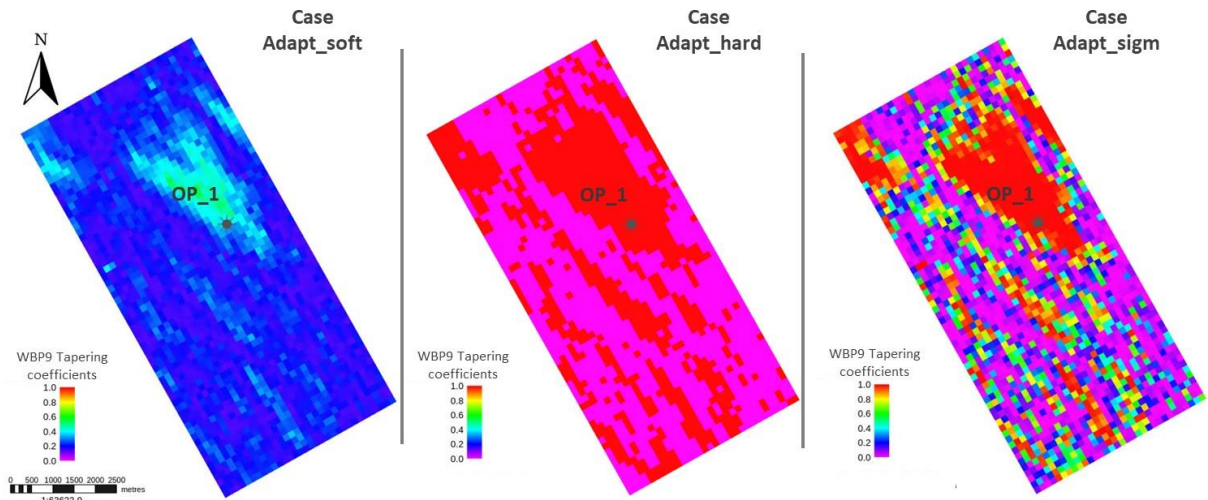 Case
Adapt_soft
N
OP_1
WBP9 Tapering
coefficients
1.0
0.8
0.6
0.4
0.2
0.0
0 500 1000 1500 2000 2500
metres
Case
Adapt_hard
OP_1
WBP9 Tapering
coefficients
1.0
0.8
0.6
0.4
0.2
0.0
Case
Adapt_sigm
OP_1
WBP9 Tapering
coefficients
1.0
0.8
0.6
0.4
0.2
0.0